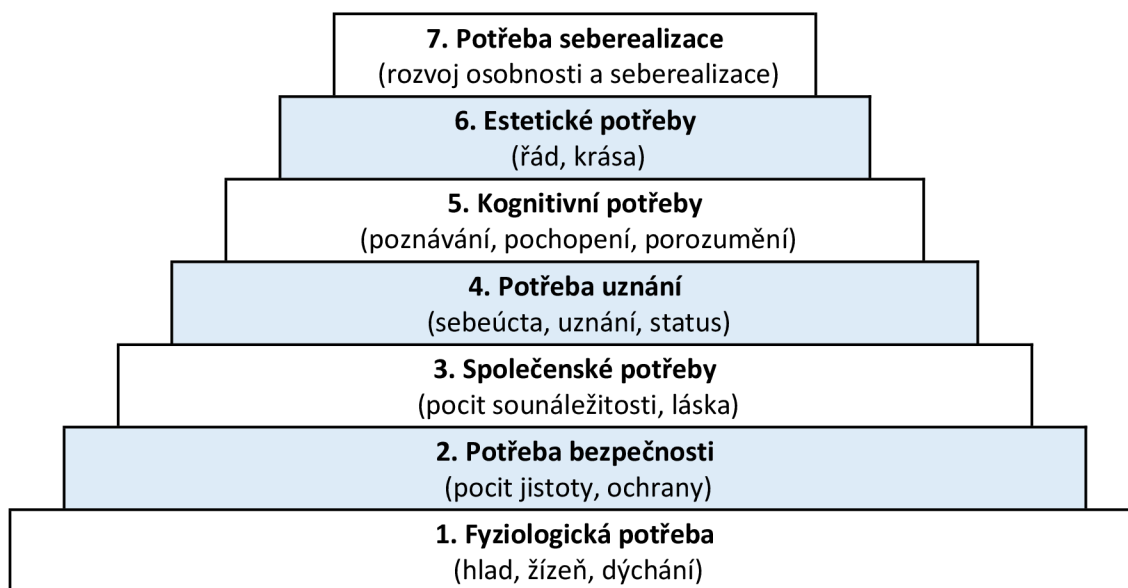 7. Potřeba seberealizace
(rozvoj osobnosti a seberealizace)
6. Estetické potřeby
(řád, krása)
5. Kognitivní potřeby
(poznávání, pochopení, porozumění)
4. Potřeba uznání
(sebeúcta, uznání, status)
3. Společenské potřeby
(pocit sounáležitosti, láska)
2. Potřeba bezpečnosti
(pocit jistoty, ochrany)
1. Fyziologická potřeba
(hlad, žízeň, dýchání)